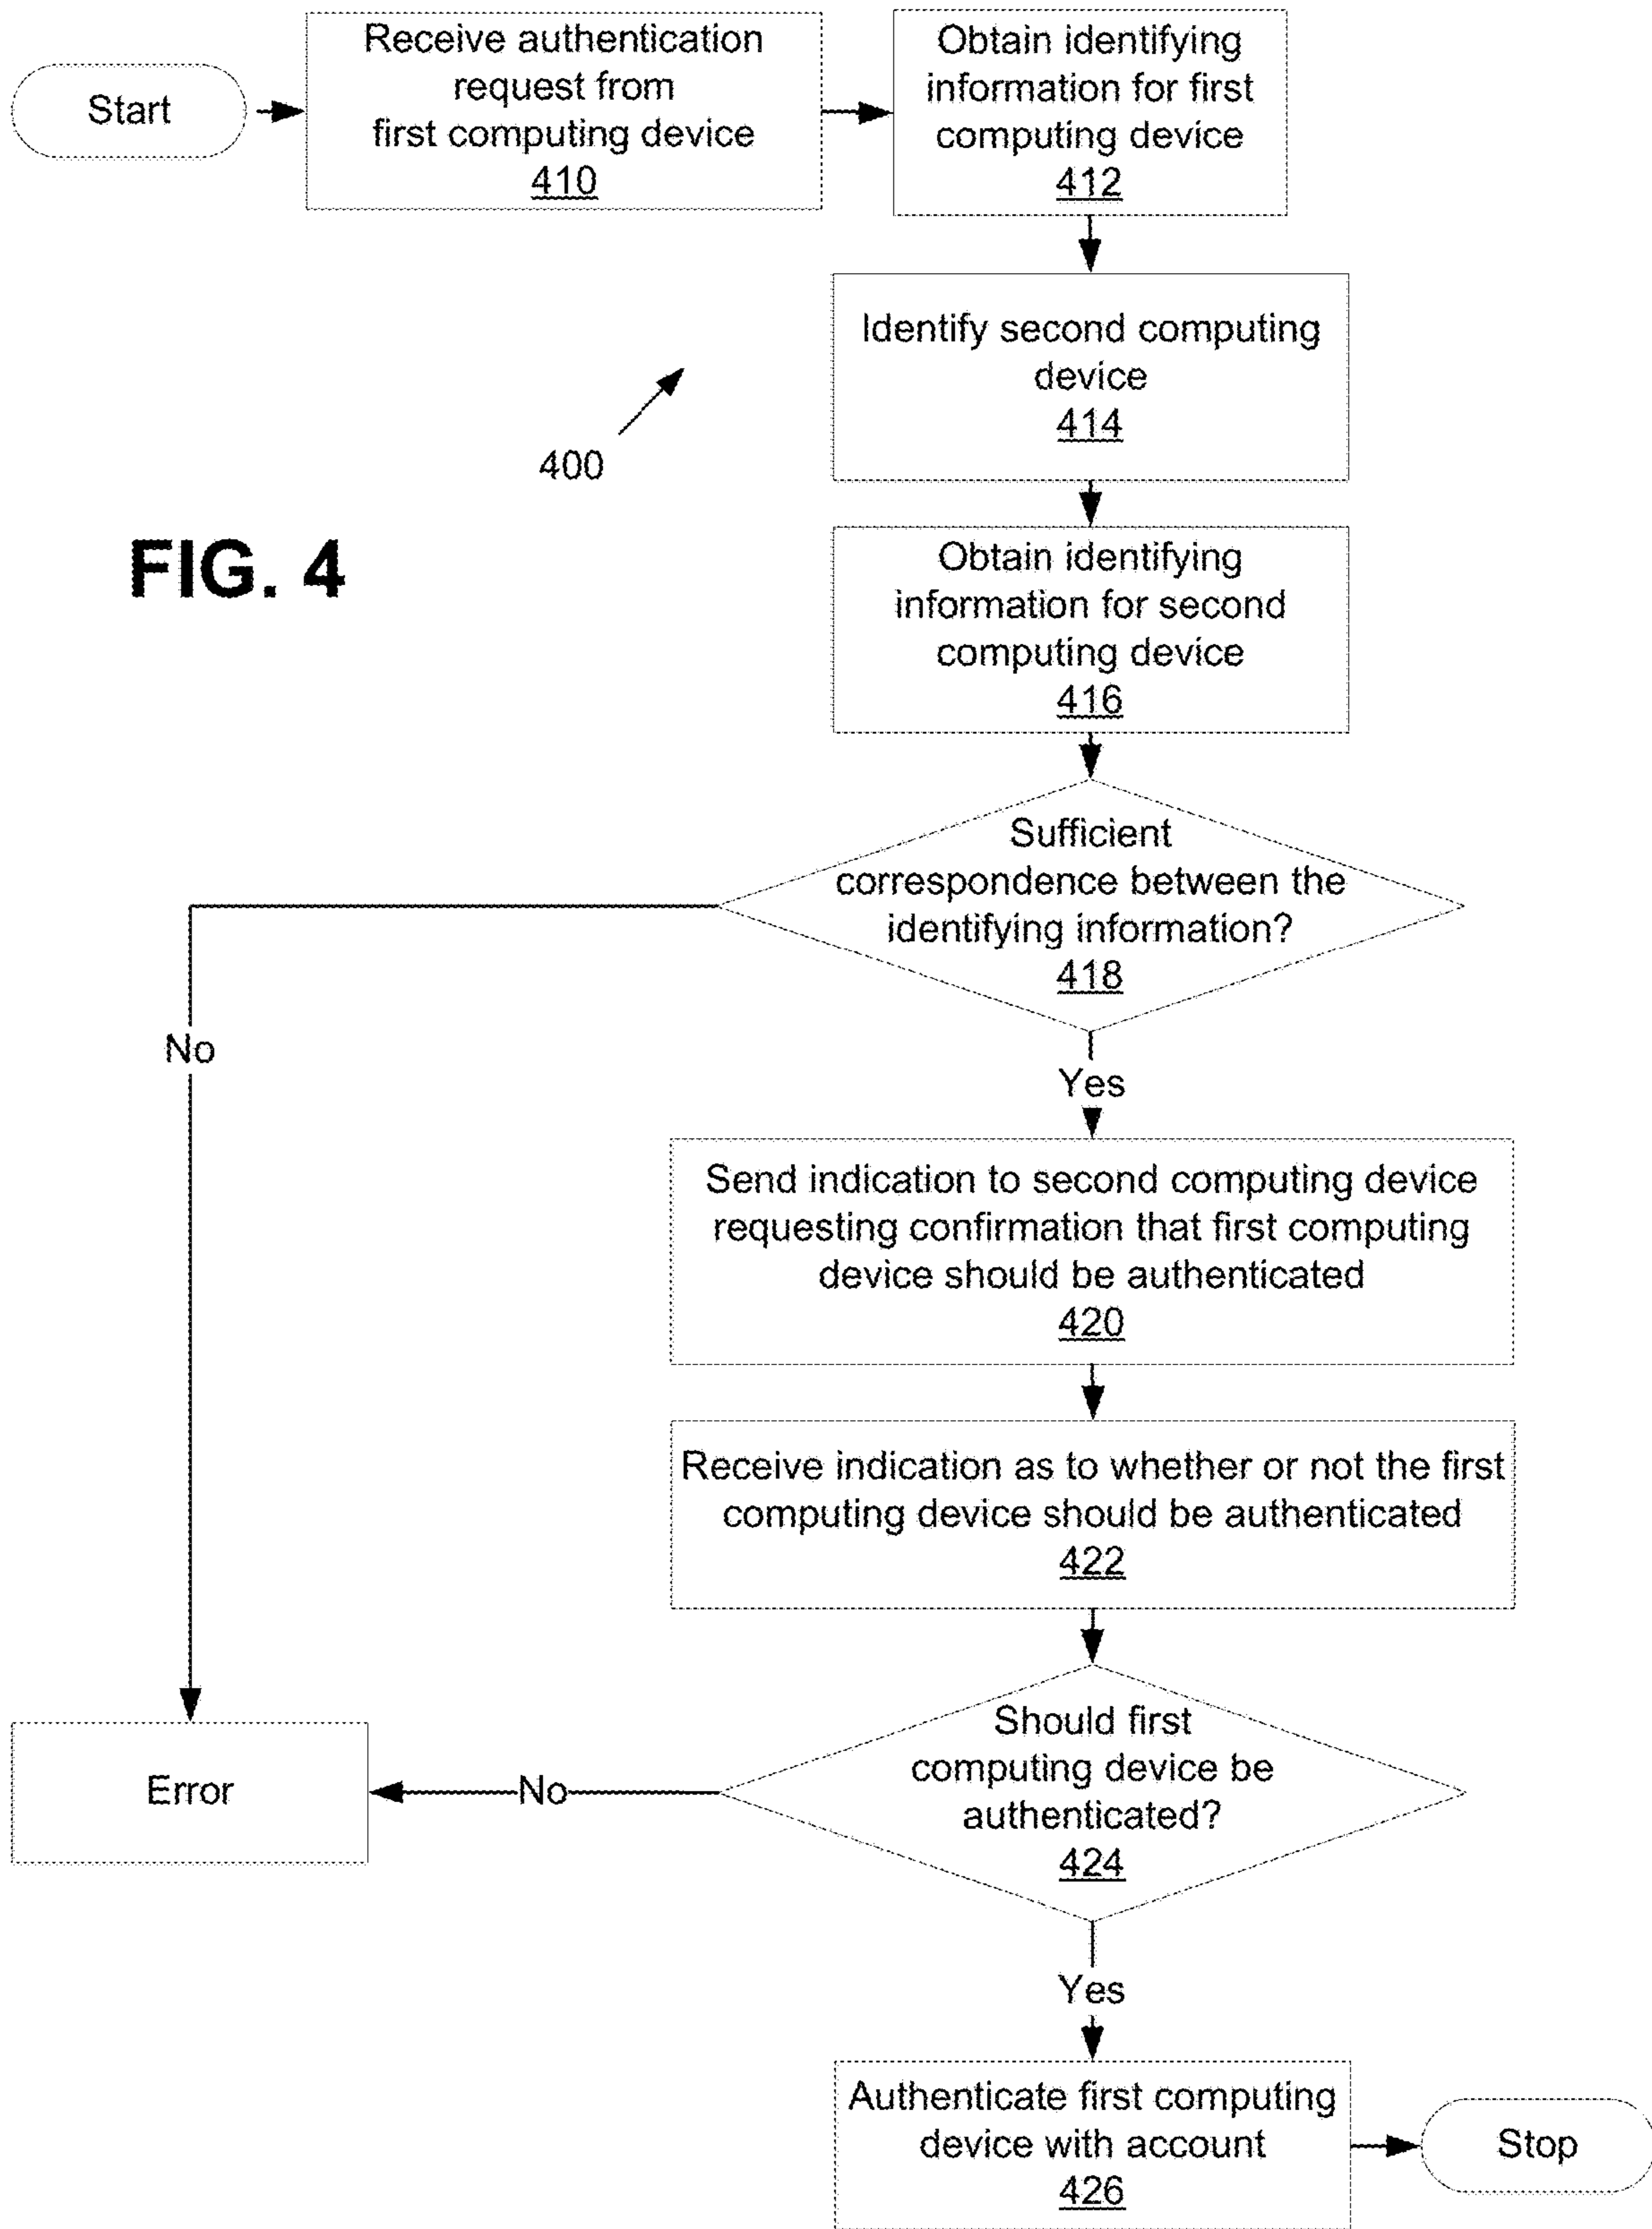 Start
Receive authentication
request from
first computing device
410
Obtain identifying
information for first
computing device
412
Identify second computing
device
414
400
FIG. 4
Obtain identifying
information for second
computing device
416
Sufficient
correspondence between the
identifying information?
418
No
Yes
Send indication to second computing device
requesting confirmation that first computing
device should be authenticated
420
Receive indication as to whether or not the first
computing device should be authenticated
422
Should first
computing device be
authenticated?
424
No
Error
Yes
Authenticate first computing
device with account
426
Stop